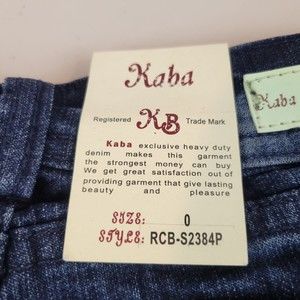 Kaba
Registered KB Trade Mark
Kaba exclusive heavy duty
denim makes this garment
the strongest money can buy
We get great satisfaction out of
providing garment that give lasting
beauty and pleasure
SIZE: 0
STYLE: RCB-S2384P
Kaba